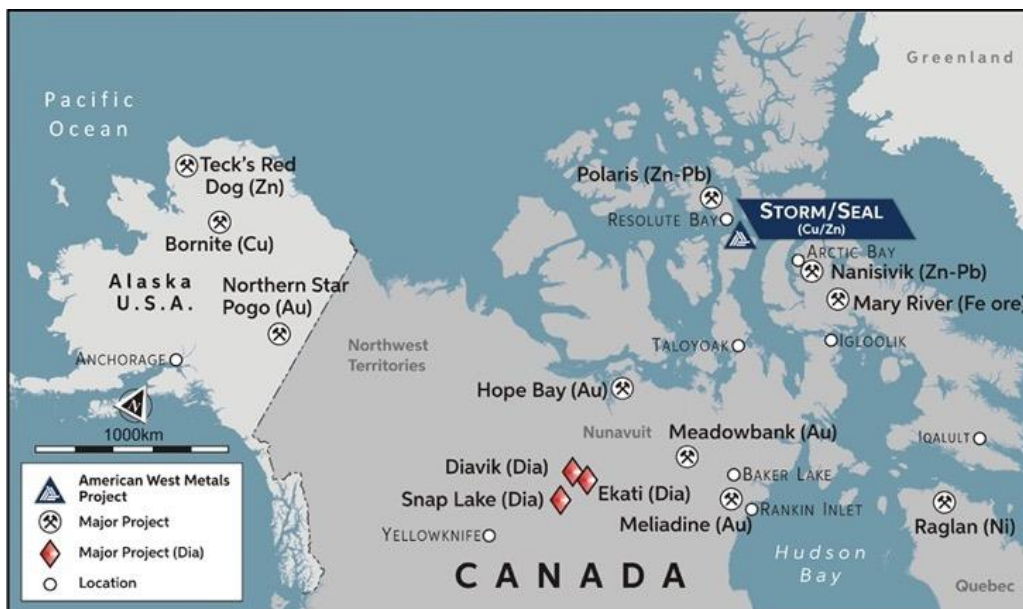 Greenland
Pacific
Ocean
Teck's Red
Dog (Zn)
Bornite (Cu)
Alaska
U.S.A.
Northern Star
Pogo (Au)
ANCHORAGE
N
1000km
American West Metals
Project
Major Project
Major Project (Dia)
Location
Polaris (Zn-Pb)
RESOLUTE BAY
STORM/SEAL
(Cu/Zn)
ARCTIC BAY
Nanisivik (Zn-Pb)
Mary River (Fe ore)
IGLOOLIK
TALOYOAK
Northwest
Territories
Hope Bay (Au)
Nunavuit
Meadowbank (Au)
IQALULT
Diavik (Dia)
BAKER LAKE
Ekati (Dia)
Snap Lake (Dia)
Meliadine (Au)
RANKIN INLET
Raglan (Ni)
YELLOWKNIFE
Hudson
Bay
CANADA
Quebec